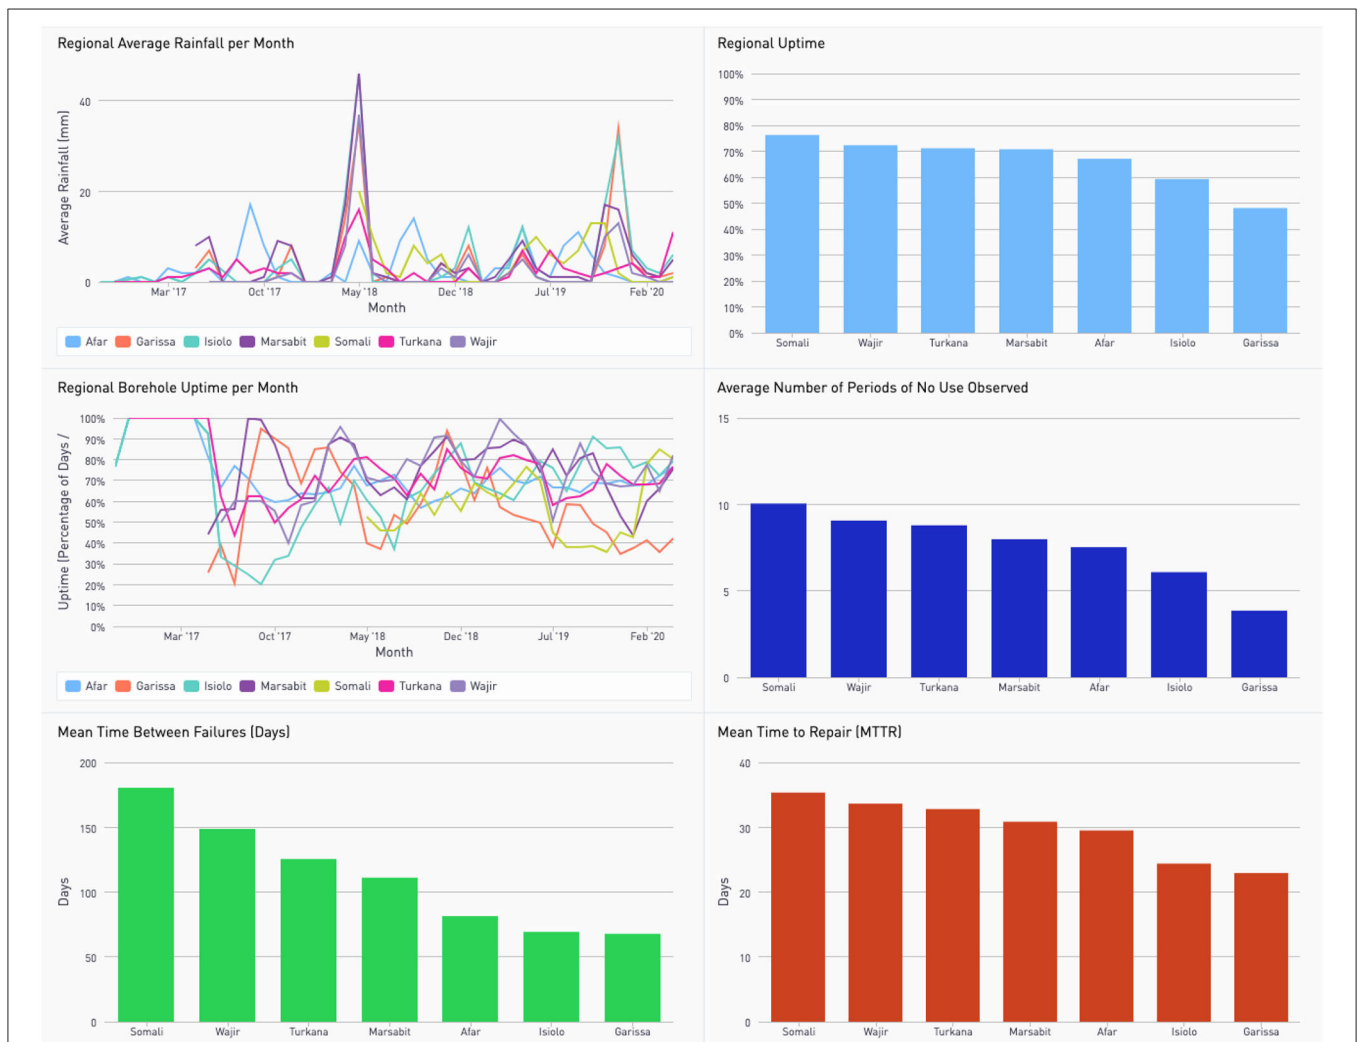 Regional Average Rainfall per Month
Average Rainfall (mm)
40
20
0
Mar '17 Oct '17 May '18 Dec '18 Jul '19 Feb '20
Month
Afar Garissa Isiolo Marsabit Somali Turkana Wajir
Regional Uptime
100%
90%
80%
70%
60%
50%
40%
30%
20%
10%
0%
Somali Wajir Turkana Marsabit Afar Isiolo Garissa
Regional Borehole Uptime per Month
Uptime (Percentage of Days /
100%
90%
80%
70%
60%
50%
40%
30%
20%
10%
0%
Mar '17 Oct '17 May '18 Dec '18 Jul '19 Feb '20
Month
Afar Garissa Isiolo Marsabit Somali Turkana Wajir
Average Number of Periods of No Use Observed
15
10
5
0
Somali Wajir Turkana Marsabit Afar Isiolo Garissa
Mean Time Between Failures (Days)
Days
200
150
100
50
0
Somali Wajir Turkana Marsabit Afar Isiolo Garissa
Mean Time to Repair (MTTR)
Days
40
30
20
10
0
Somali Wajir Turkana Marsabit Afar Isiolo Garissa